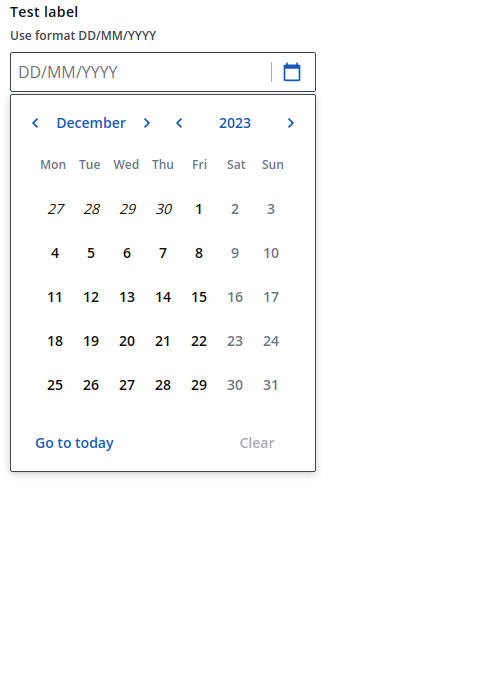 Test label
Use format DD/MM/YYYY
DD/MM/YYYY
December 2023
Mon Tue Wed Thu Fri Sat Sun
27 28 29 30 1 2 3
4 5 6 7 8 9 10
11 12 13 14 15 16 17
18 19 20 21 22 23 24
25 26 27 28 29 30 31
Go to today Clear